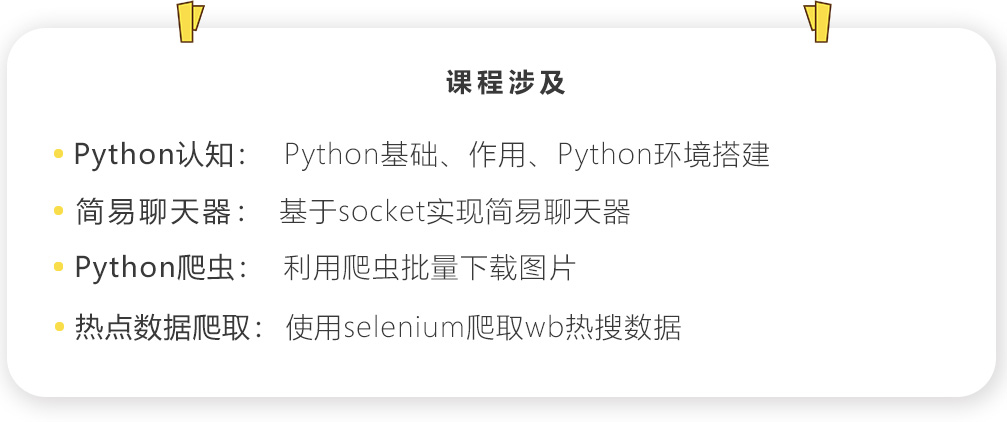 课程涉及
Python认知： Python基础、作用、Python环境搭建
简易聊天器： 基于socket实现简易聊天器
Python爬虫： 利用爬虫批量下载图片
热点数据爬取： 使用selenium爬取wb热搜数据